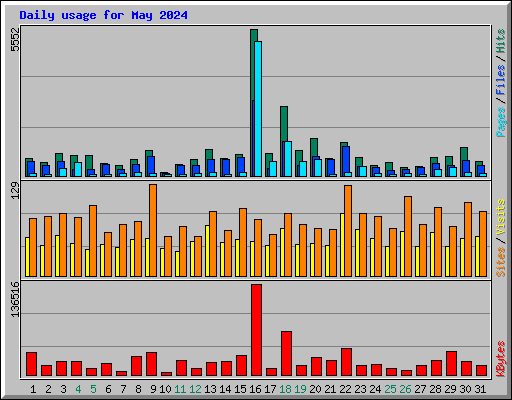 Daily usage for May 2024
5552
Pages / Files / Hits
129
Sites / Visits
136516
KBytes
1 2 3 4 5 6 7 8 9 10 11 12 13 14 15 16 17 18 19 20 21 22 23 24 25 26 27 28 29 30 31